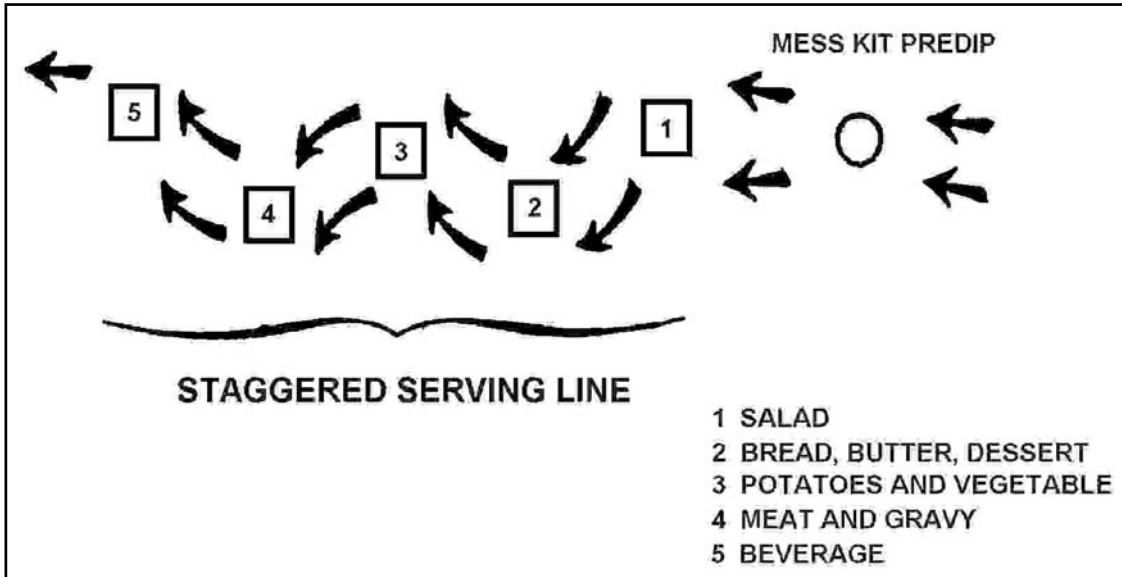 MESS KIT PREDIP
5
3
1
4
2
STAGGERED SERVING LINE
1 SALAD
2 BREAD, BUTTER, DESSERT
3 POTATOES AND VEGETABLE
4 MEAT AND GRAVY
5 BEVERAGE